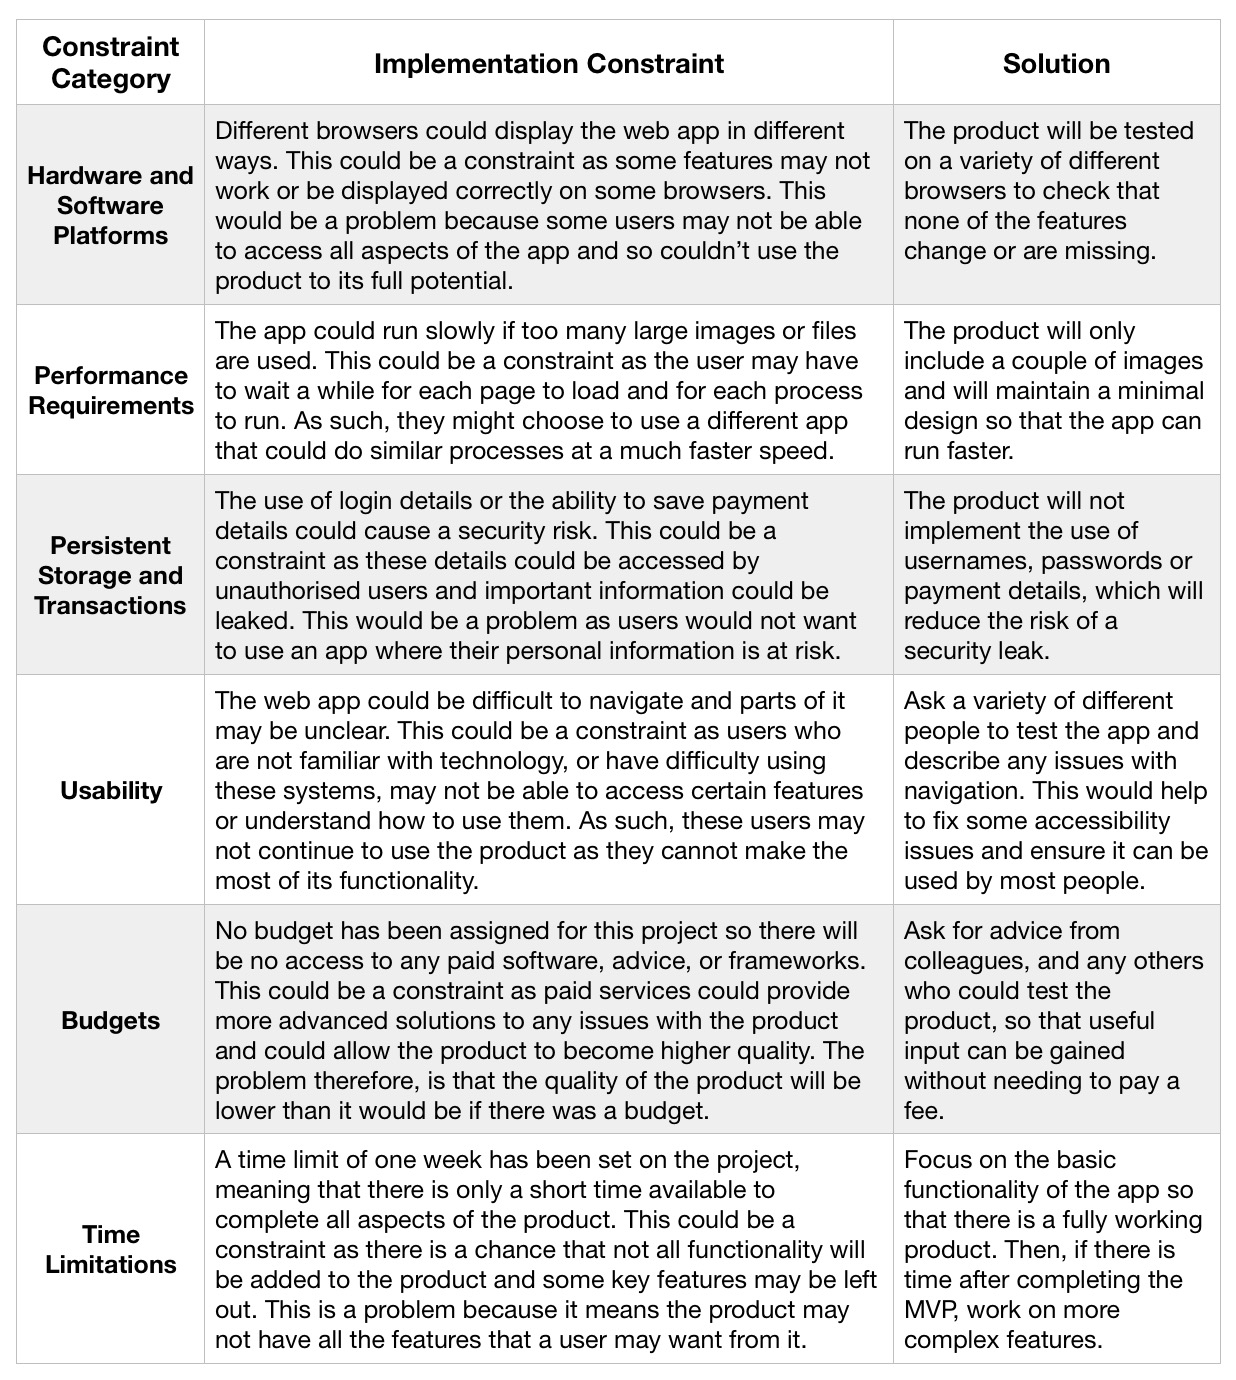 Constraint
Category
Implementation Constraint
Solution
Hardware and
Software
Platforms
Different browsers could display the web app in different
ways. This could be a constraint as some features may not
work or be displayed correctly on some browsers. This
would be a problem because some users may not be able
to access all aspects of the app and so couldn’t use the
product to its full potential.
The product will be tested
on a variety of different
browsers to check that
none of the features
change or are missing.
Performance
Requirements
The app could run slowly if too many large images or files
are used. This could be a constraint as the user may have
to wait a while for each page to load and for each process
to run. As such, they might choose to use a different app
that could do similar processes at a much faster speed.
The product will only
include a couple of images
and will maintain a minimal
design so that the app can
run faster.
Persistent
Storage and
Transactions
The use of login details or the ability to save payment
details could cause a security risk. This could be a
constraint as these details could be accessed by
unauthorised users and important information could be
leaked. This would be a problem as users would not want
to use an app where their personal information is at risk.
The product will not
implement the use of
usernames, passwords or
payment details, which will
reduce the risk of a
security leak.
Usability
The web app could be difficult to navigate and parts of it
may be unclear. This could be a constraint as users who
are not familiar with technology, or have difficulty using
these systems, may not be able to access certain features
or understand how to use them. As such, these users may
not continue to use the product as they cannot make the
most of its functionality.
Ask a variety of different
people to test the app and
describe any issues with
navigation. This would help
to fix some accessibility
issues and ensure it can be
used by most people.
Budgets
No budget has been assigned for this project so there will
be no access to any paid software, advice, or frameworks.
This could be a constraint as paid services could provide
more advanced solutions to any issues with the product
and could allow the product to become higher quality. The
problem therefore, is that the quality of the product will be
lower than it would be if there was a budget.
Ask for advice from
colleagues, and any others
who could test the
product, so that useful
input can be gained
without needing to pay a
fee.
Time
Limitations
A time limit of one week has been set on the project,
meaning that there is only a short time available to
complete all aspects of the product. This could be a
constraint as there is a chance that not all functionality will
be added to the product and some key features may be left
out. This is a problem because it means the product may
not have all the features that a user may want from it.
Focus on the basic
functionality of the app so
that there is a fully working
product. Then, if there is
time after completing the
MVP, work on more
complex features.